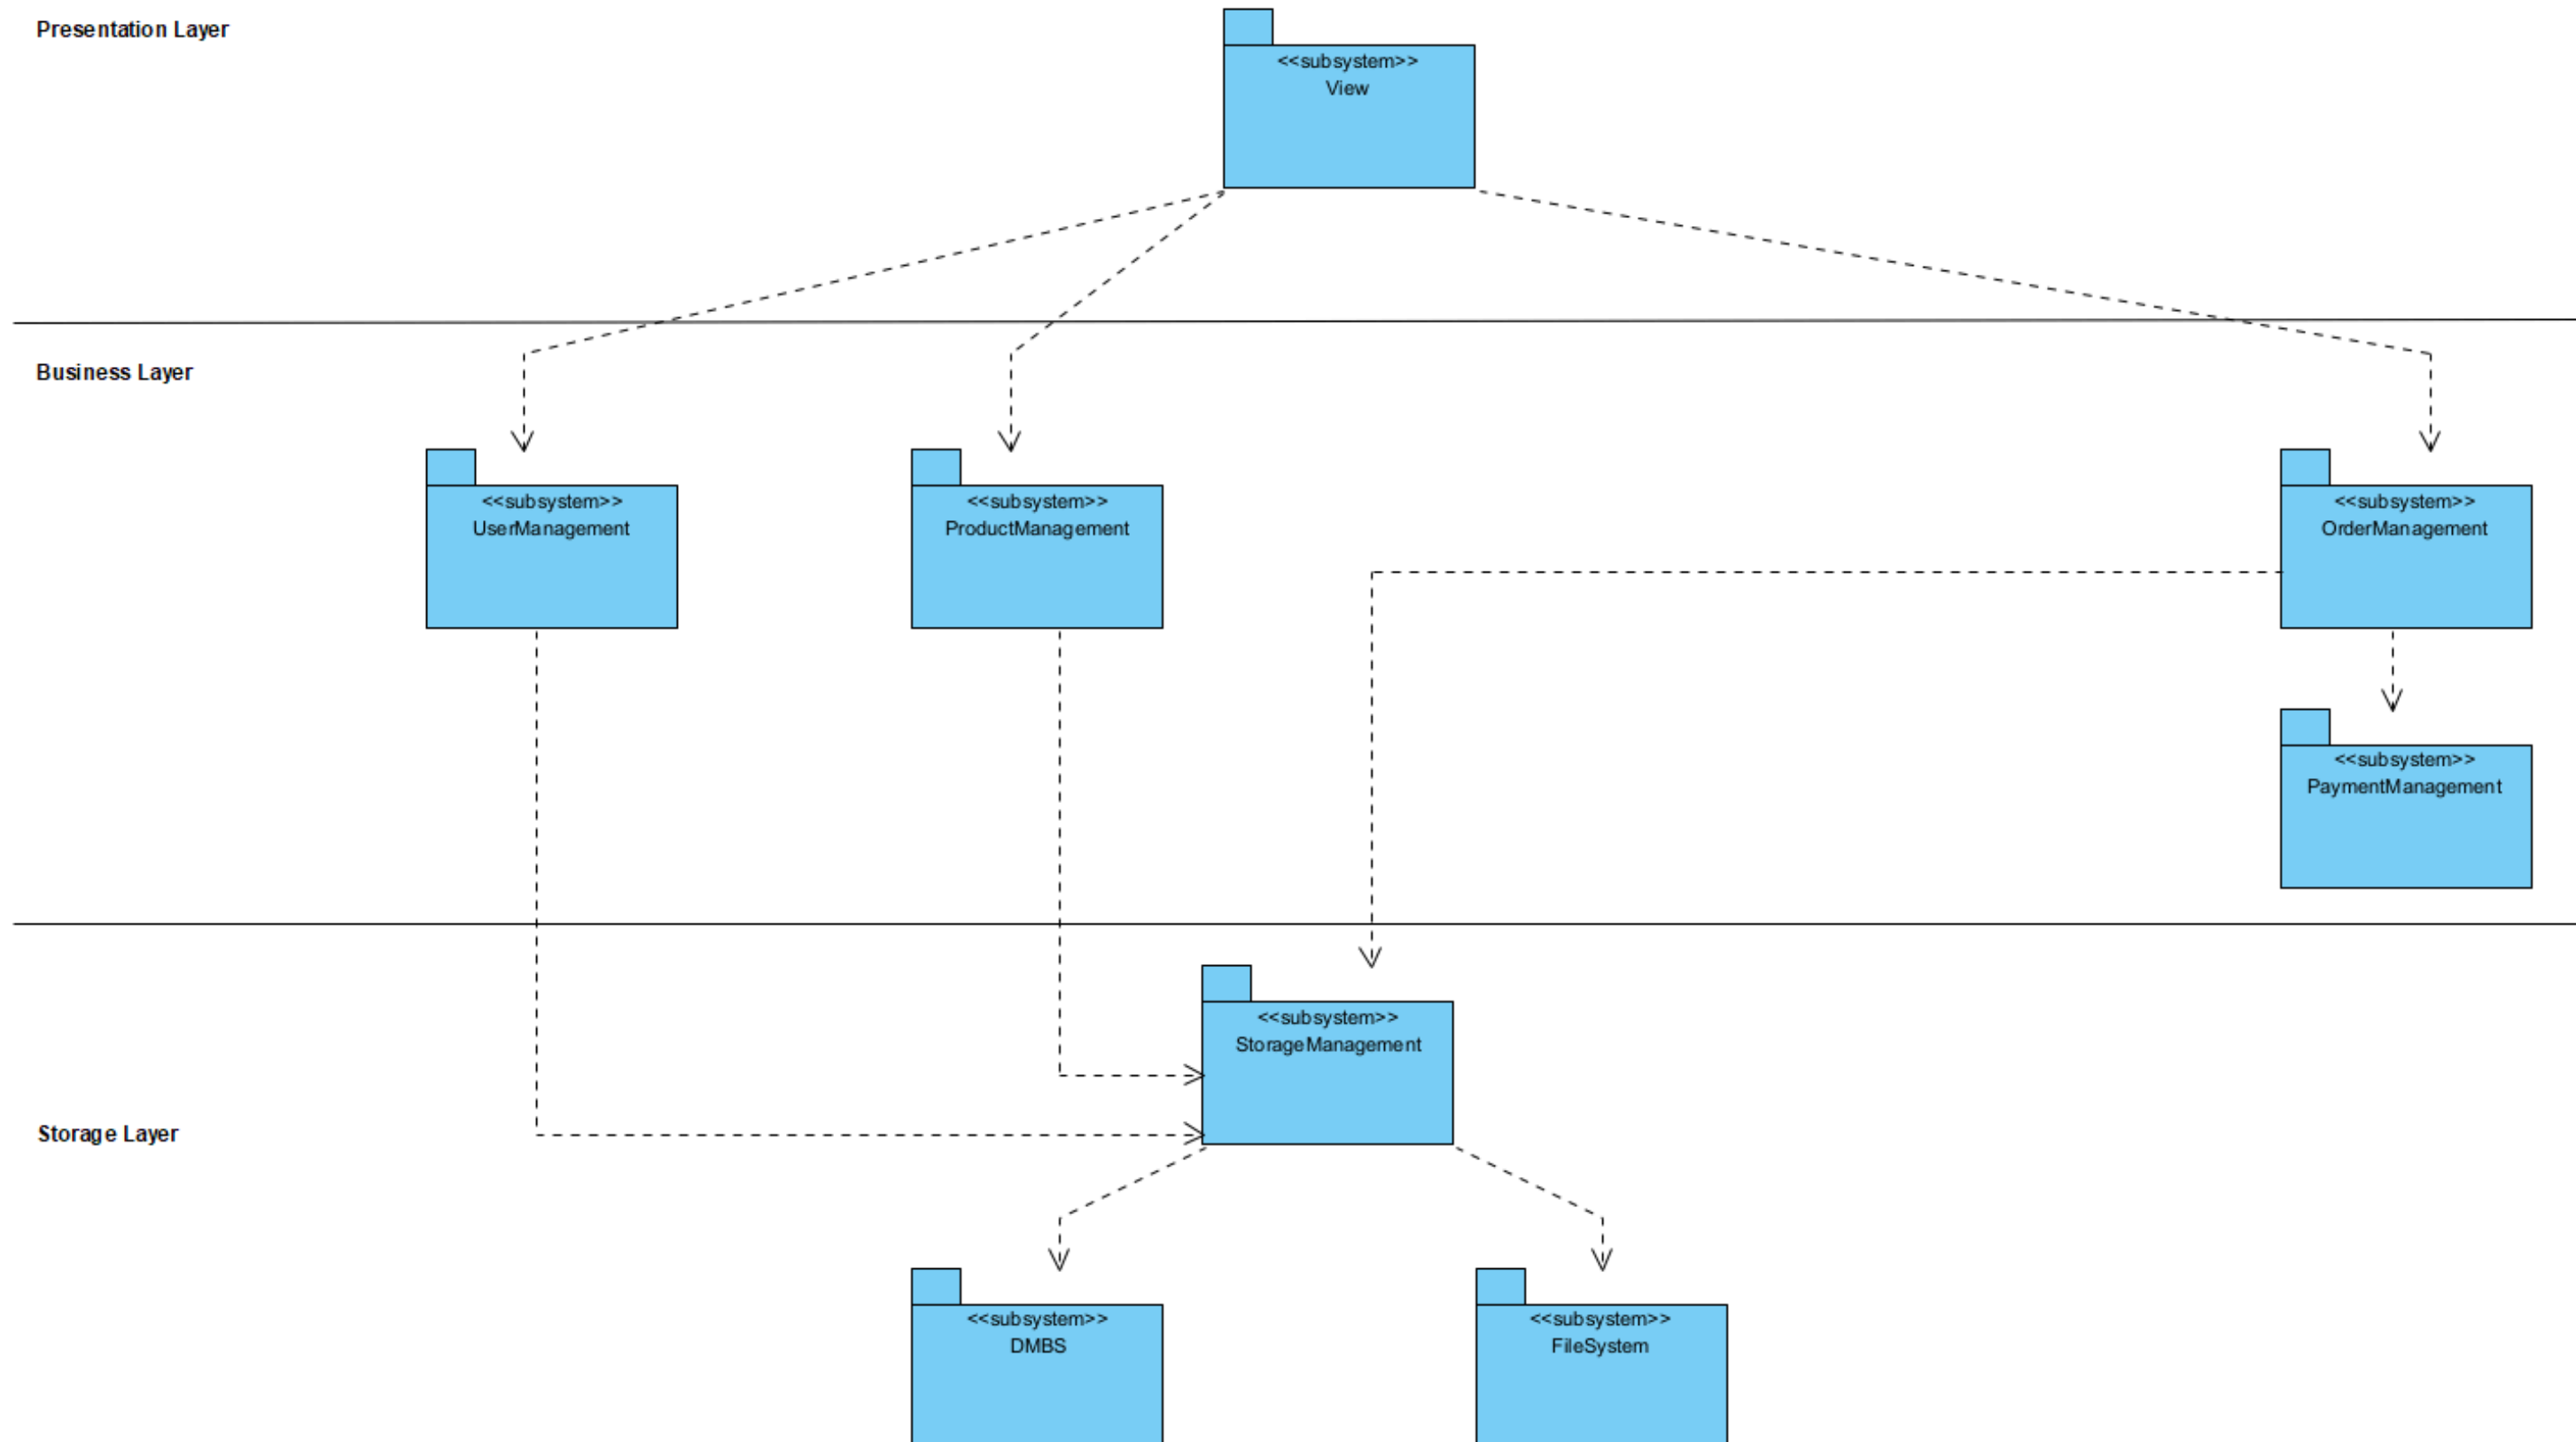 Presentation Layer
<<subsystem>>
View
Business Layer
<<subsystem>>
UserManagement
<<subsystem>>
ProductManagement
<<subsystem>>
OrderManagement
<<subsystem>>
PaymentManagement
<<subsystem>>
StorageManagement
Storage Layer
<<subsystem>>
DMBS
<<subsystem>>
FileSystem